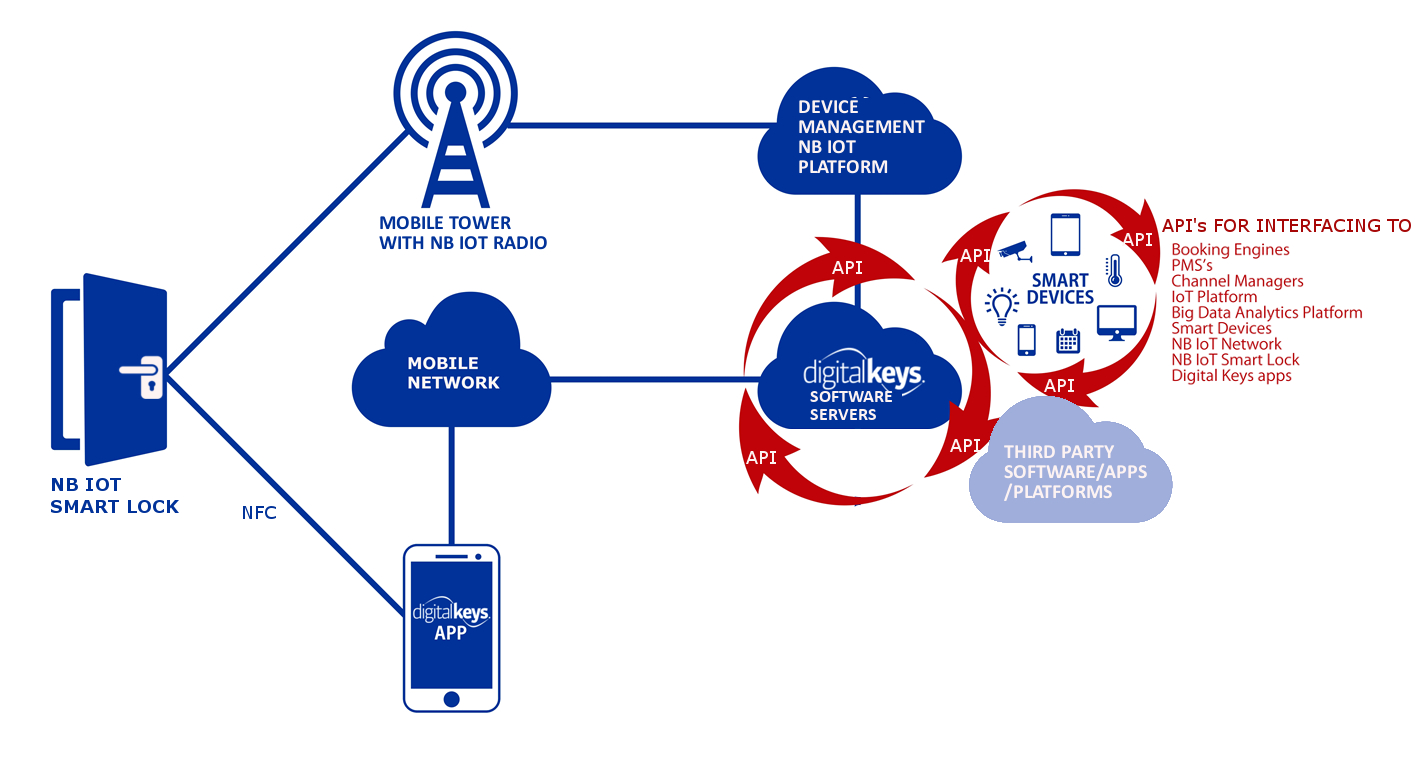 DEVICE
MANAGEMENT
NB IOT
PLATFORM
MOBILE TOWER
WITH NB IOT RADIO
API's FOR INTERFACING TO
Booking Engines
PMS's
Channel Managers
IoT Platform
Big Data Analytics Platform
Smart Devices
NB IoT Network
NB IoT Smart Lock
Digital Keys apps
API
API
API
SMART
DEVICES
API
MOBILE
NETWORK
digitalkeys.
SOFTWARE
SERVERS
API
API
THIRD PARTY
SOFTWARE/APPS
/PLATFORMS
NB IOT
SMART LOCK
NFC
digitalkeys.
APP